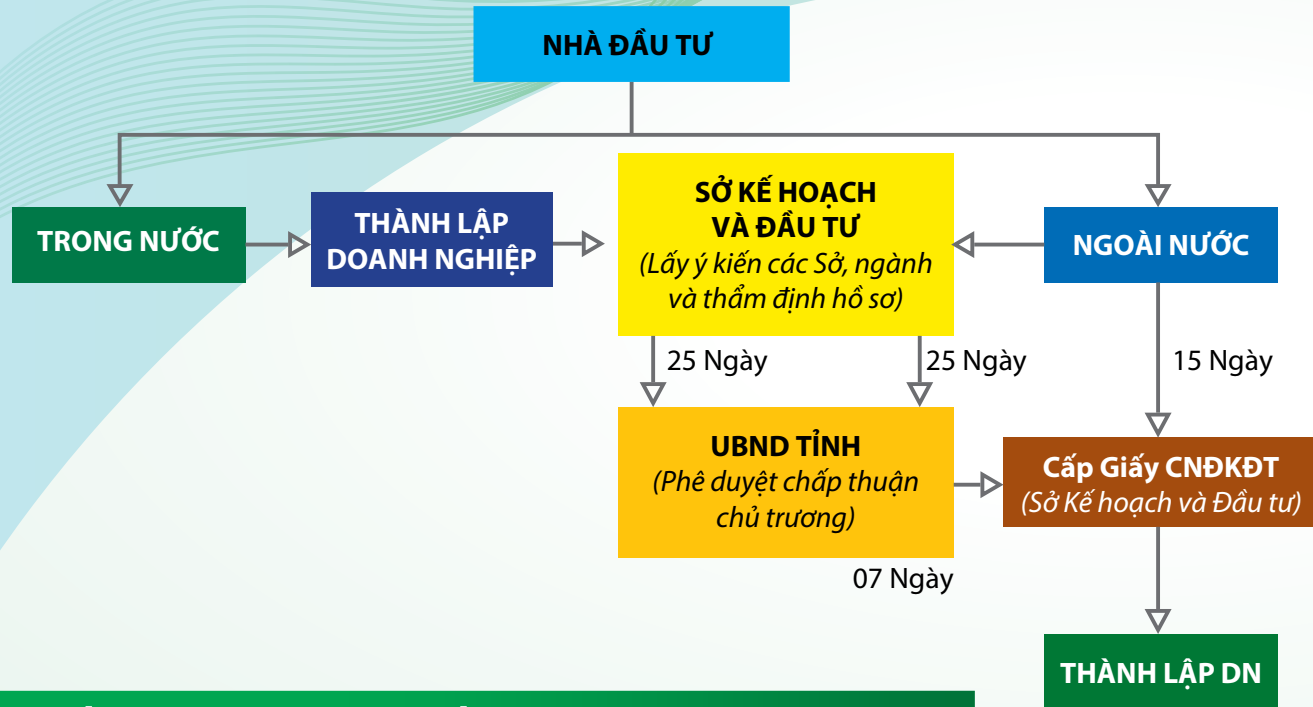 NHÀ ĐẦU TƯ
TRONG NƯỚC
THÀNH LẬP
DOANH NGHIỆP
SỞ KẾ HOẠCH
VÀ ĐẦU TƯ
(Lấy ý kiến các Sở, ngành
và thẩm định hồ sơ)
NGOÀI NƯỚC
25 Ngày
25 Ngày
15 Ngày
UBND TỈNH
(Phê duyệt chấp thuận
chủ trương)
Cấp Giấy CNĐKĐT
(Sở Kế hoạch và Đầu tư)
07 Ngày
THÀNH LẬP DN